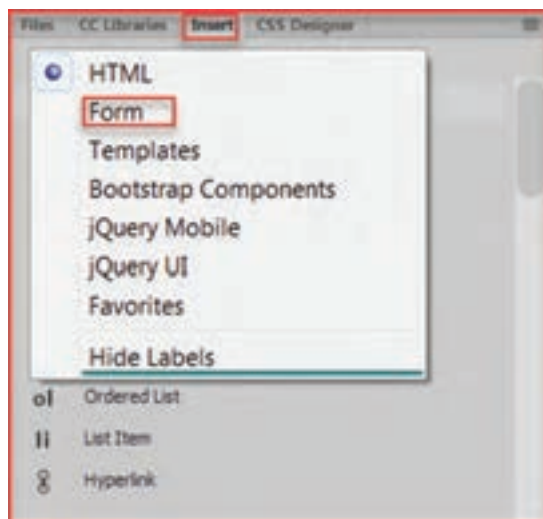 Files CC Libraries Insert CSS Designer
HTML
Form
Templates
Bootstrap Components
jQuery Mobile
jQuery UI
Favorites
Hide Labels
ol Ordered List
li List Item
Hyperlink